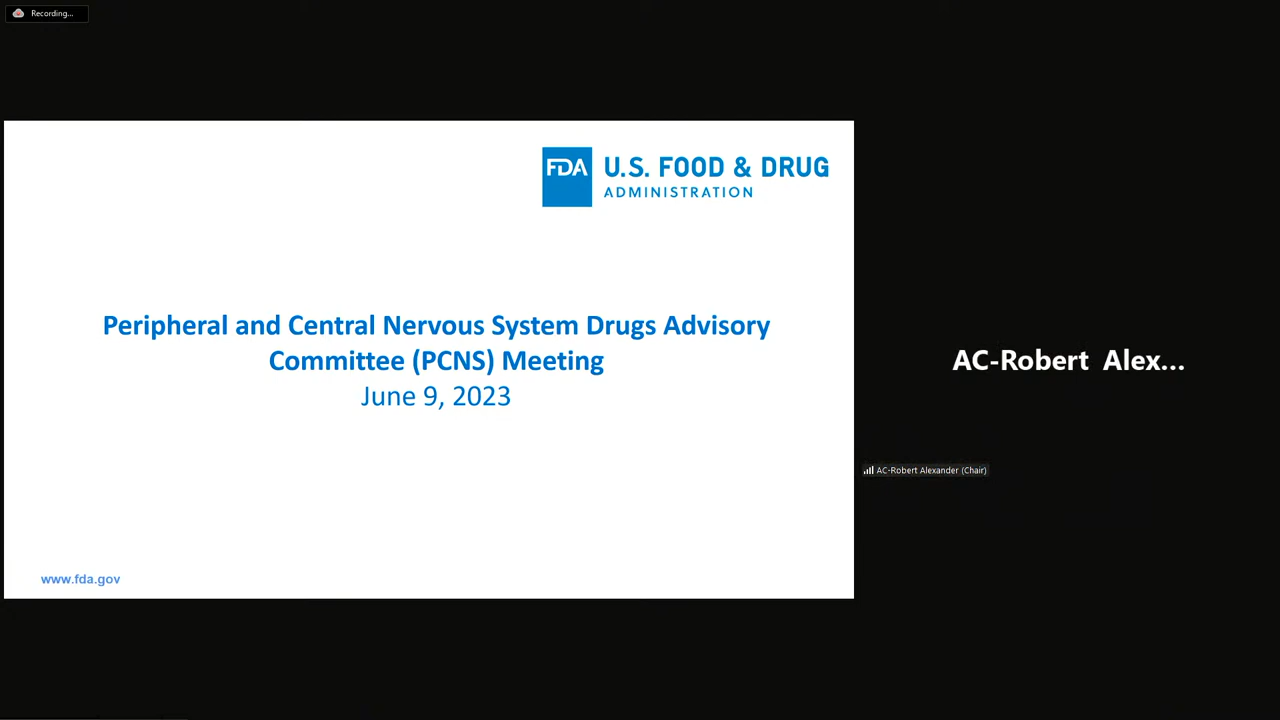 Recording...
FDA
U.S. FOOD & DRUG
ADMINISTRATION
Peripheral and Central Nervous System Drugs Advisory
Committee (PCNS) Meeting
June 9, 2023
www.fda.gov
AC-Robert Alex...
AC-Robert Alexander (Chair)